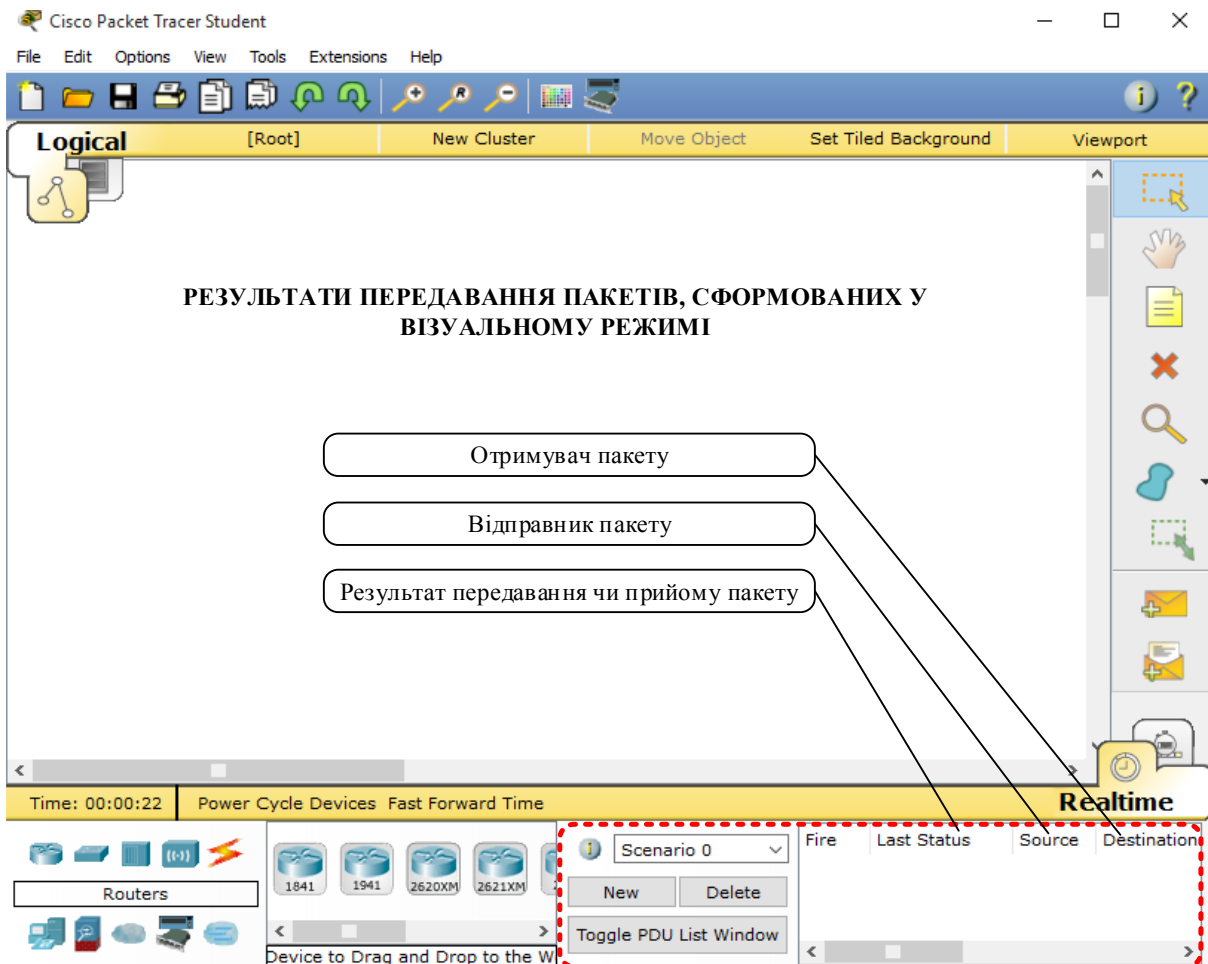 Cisco Packet Tracer Student
File Edit Options View Tools Extensions Help
Logical [Root] New Cluster Move Object Set Tiled Background Viewport
РЕЗУЛЬТАТИ ПЕРЕДАВАННЯ ПАКЕТІВ, СФОРМОВАНИХ У
ВІЗУАЛЬНОМУ РЕЖИМІ
Отримувач пакету
Відправник пакету
Результат передавання чи прийому пакету
Time: 00:00:22 Power Cycle Devices Fast Forward Time Realtime
Scenario 0 Fire Last Status Source Destination
1841 1941 2620XM 2621XM
Routers New Delete
Toggle PDU List Window
Device to Drag and Drop to the W